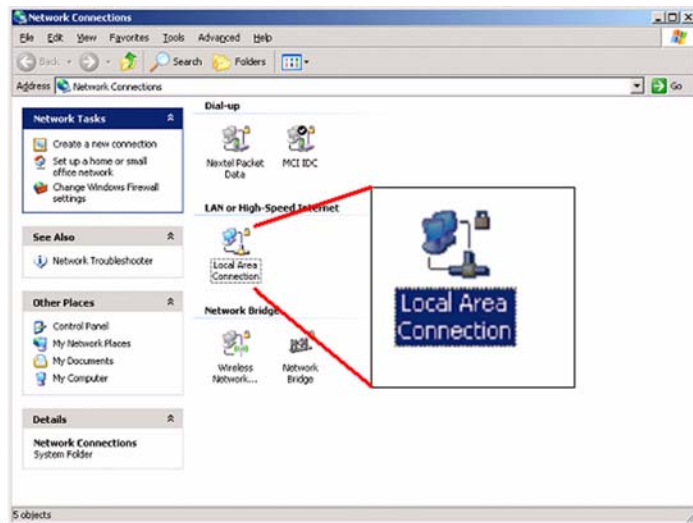 Network Connections
File Edit View Favorites Tools Advanced Help
Back Search Folders
Address Network Connections Go
Network Tasks
Create a new connection
Set up a home or small
office network
Change Windows Firewall
settings
See Also
Network Troubleshooter
Other Places
Control Panel
My Network Places
My Documents
My Computer
Details
Network Connections
System Folder
Dial-up
Nextel Packet
Data
MCI IDC
LAN or High-Speed Internet
Local Area
Connection
Local Area
Connection
Network Bridge
Wireless
Network...
Network
Bridge
5 objects